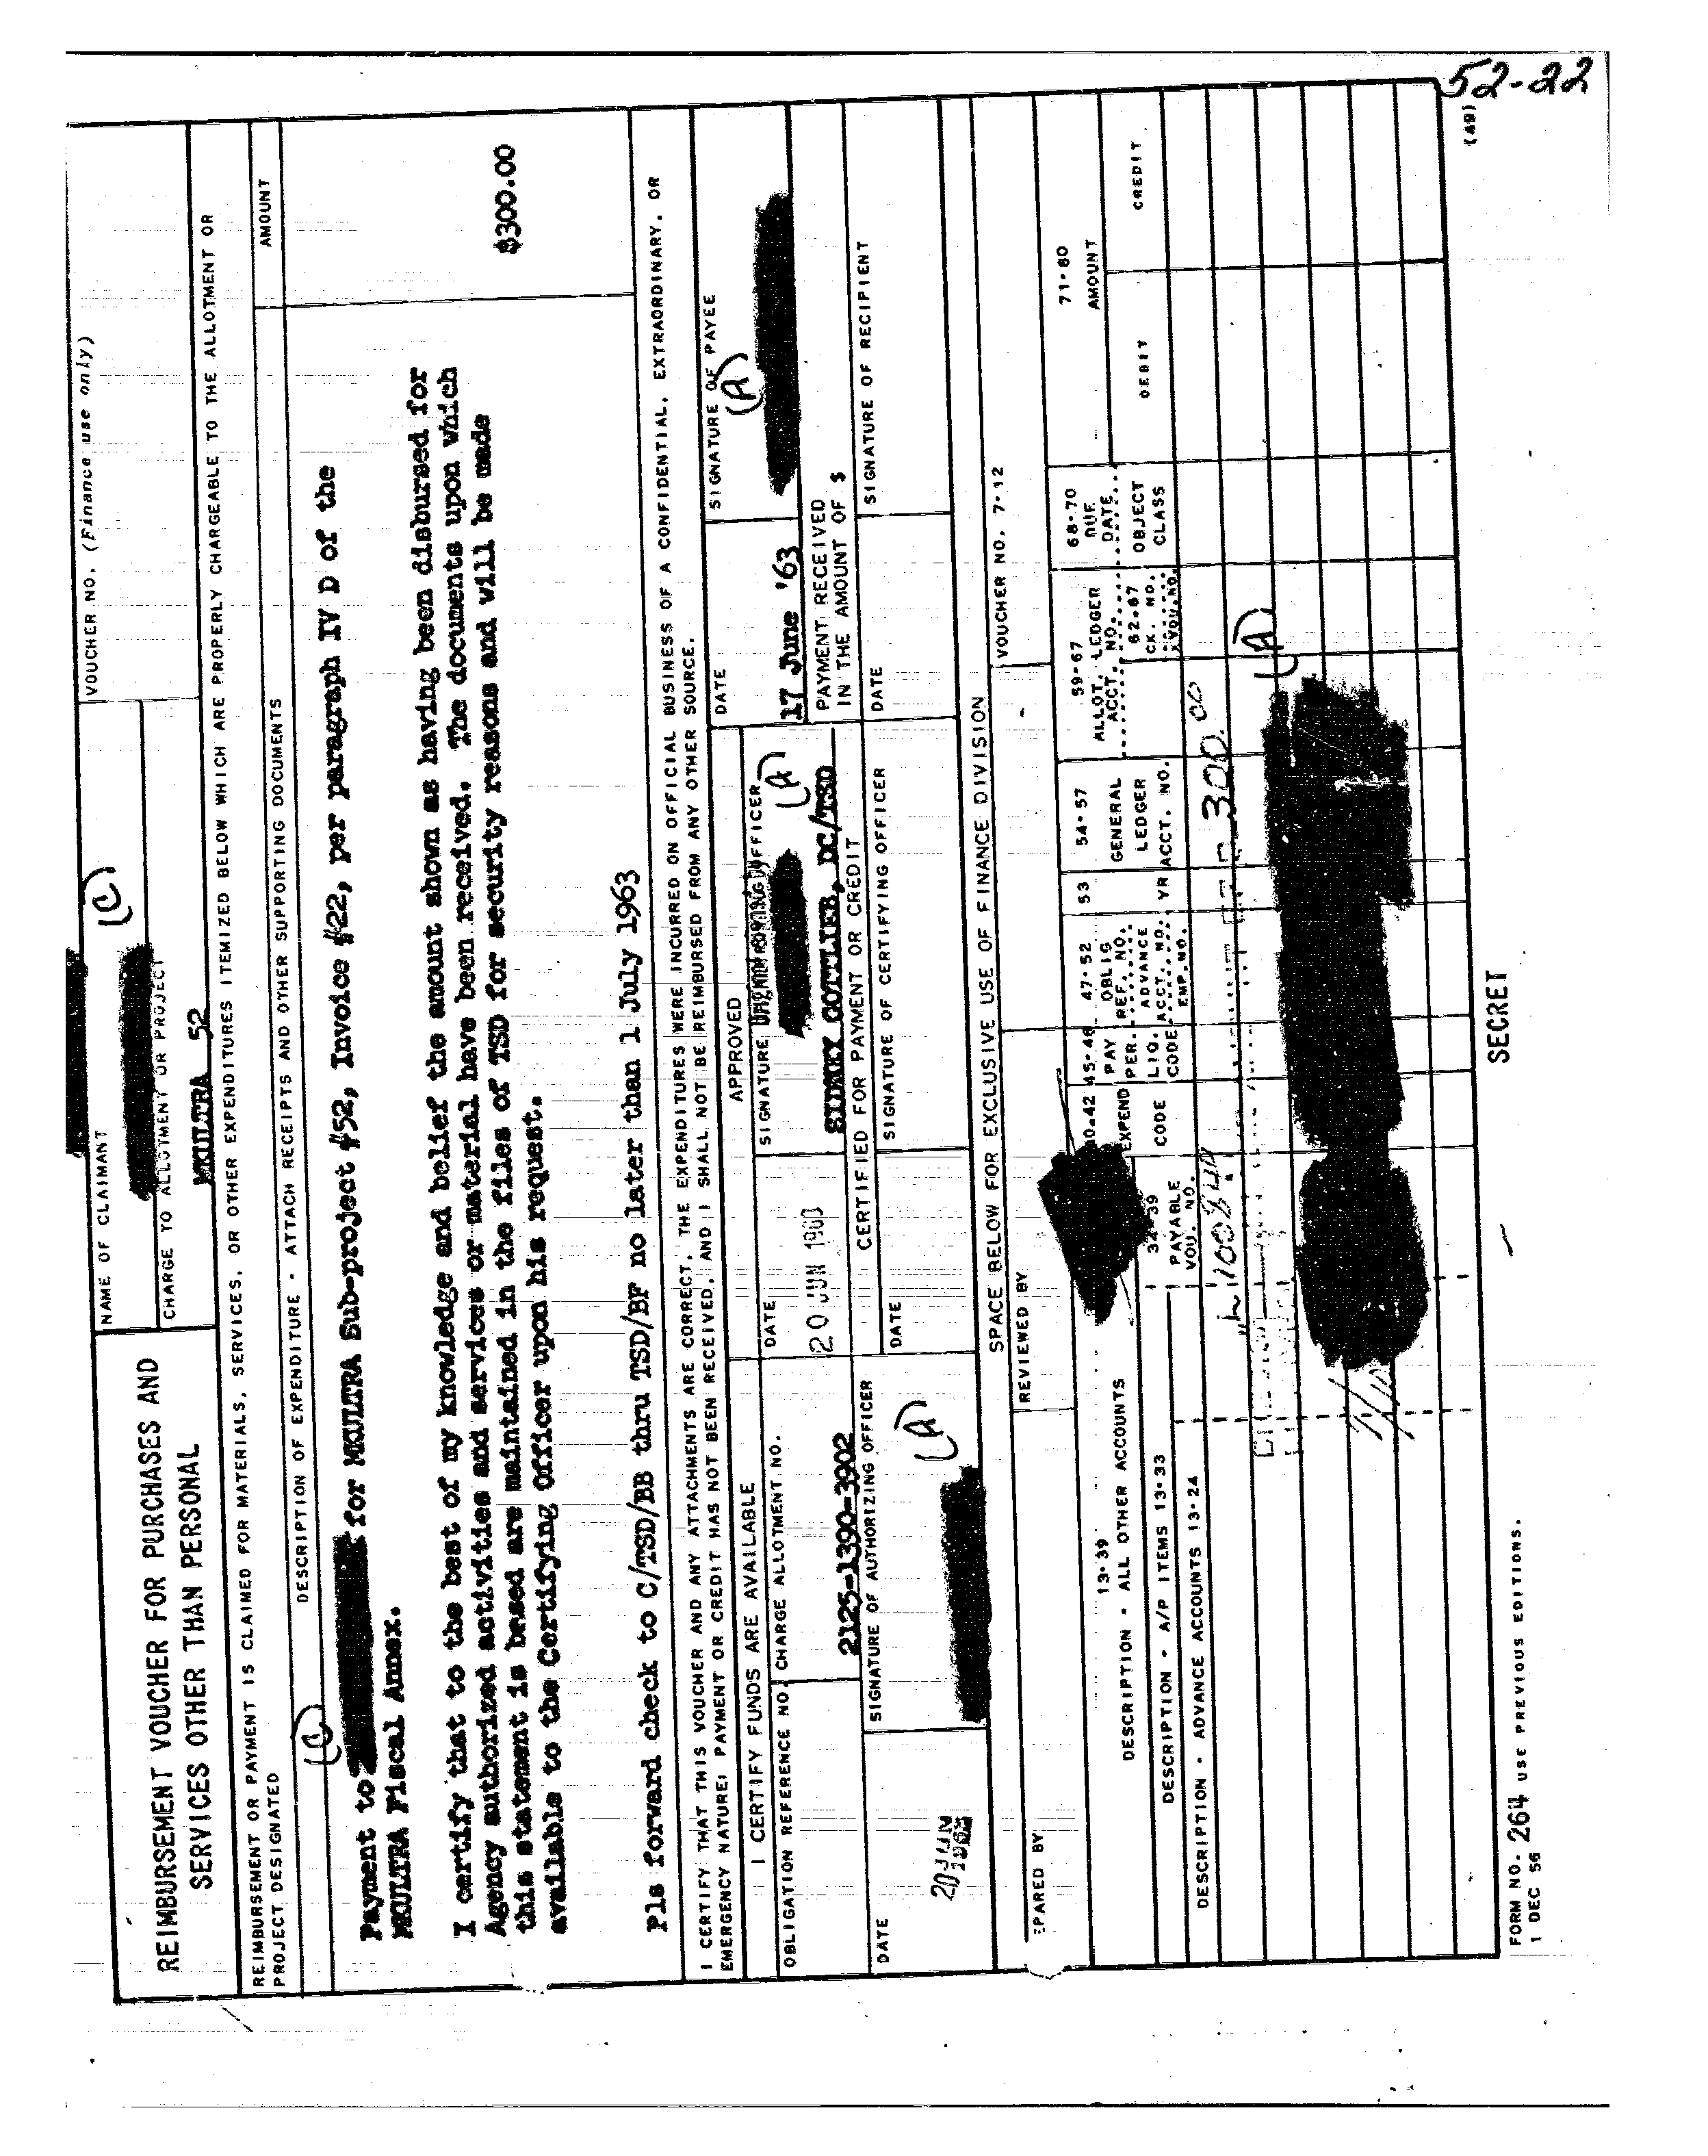 52-22
REIMBURSEMENT VOUCHER FOR PURCHASES AND
SERVICES OTHER THAN PERSONAL
NAME OF CLAIMANT
(C)
VOUCHER NO. (Finance use only)
CHARGE TO ALLOTMENT OR PROJECT
MKULTRA 52
REIMBURSEMENT OR PAYMENT IS CLAIMED FOR MATERIALS, SERVICES, OR OTHER EXPENDITURES ITEMIZED BELOW WHICH ARE PROPERLY CHARGEABLE TO THE ALLOTMENT OR
PROJECT DESIGNATED
DESCRIPTION OF EXPENDITURE - ATTACH RECEIPTS AND OTHER SUPPORTING DOCUMENTS
AMOUNT
Payment to for MKULTRA Sub-project #52, Invoice #22, per paragraph IV D of the
MKULTRA Fiscal Annex.
I certify that to the best of my knowledge and belief the amount shown as having been disbursed for
Agency authorized activities and services or material have been received. The documents upon which
this statement is based are maintained in the files of TSD for security reasons and will be made
available to the Certifying Officer upon his request.
$300.00
Pls forward check to C/TSD/BB thru TSD/BF no later than 1 July 1963
I CERTIFY THAT THIS VOUCHER AND ANY ATTACHMENTS ARE CORRECT, THE EXPENDITURES WERE INCURRED ON OFFICIAL BUSINESS OF A CONFIDENTIAL, EXTRAORDINARY, OR
EMERGENCY NATURE; PAYMENT OR CREDIT HAS NOT BEEN RECEIVED, AND I SHALL NOT BE REIMBURSED FROM ANY OTHER SOURCE.
I CERTIFY FUNDS ARE AVAILABLE
APPROVED
DATE
17 June '63
SIGNATURE OF PAYEE
(A)
OBLIGATION REFERENCE NO.
CHARGE ALLOTMENT NO.
2125-1390-3902
DATE
20 JUN 1963
SIGNATURE OFFICER
(A)
SIDNEY GOTTLIEB, DC/TSD
PAYMENT RECEIVED
IN THE AMOUNT OF $
DATE
20 JUN
1963
SIGNATURE OF AUTHORIZING OFFICER
(A)
CERTIFIED FOR PAYMENT OR CREDIT
DATE
SIGNATURE OF CERTIFYING OFFICER
DATE
SIGNATURE OF RECIPIENT
SPACE BELOW FOR EXCLUSIVE USE OF FINANCE DIVISION
EPARED BY
REVIEWED BY
VOUCHER NO. 7-12
13-39
DESCRIPTION - ALL OTHER ACCOUNTS
DESCRIPTION - A/P ITEMS 13-33
DESCRIPTION - ADVANCE ACCOUNTS 13-24
34-39
PAYABLE
VOU. NO.
40-42
EXPEND
CODE
45-46
PAY
PER.
LIQ.
CODE
47-52
OBLIG
REF. NO.
ADVANCE
ACCT. NO.
EMP. NO.
53
YR
54-57
GENERAL
LEDGER
ACCT. NO.
59-67
ALLOT. LEDGER
ACCT. NO.
62-67
CK. NO.
X VOU. NO.
68-70
DUE
DATE
OBJECT
CLASS
71-80
AMOUNT
DEBIT
CREDIT
300.00
(A)
FORM NO. 264 USE PREVIOUS EDITIONS.
1 DEC 56
SECRET
(49)